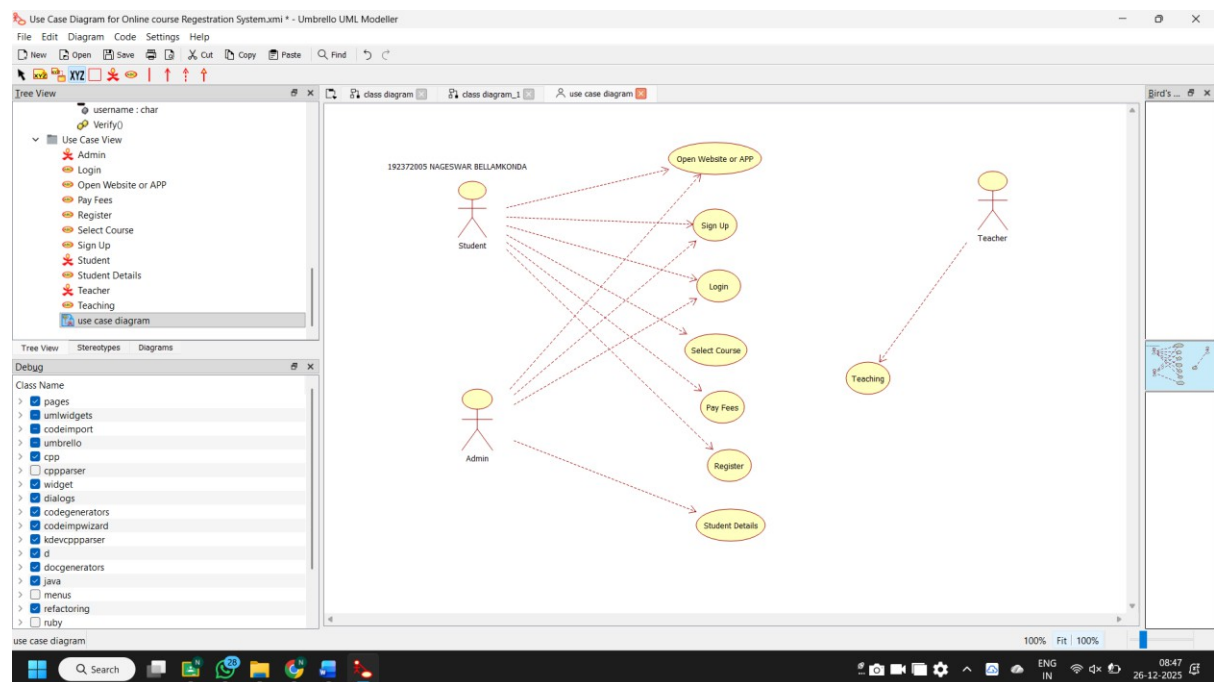 Use Case Diagram for Online course Regestration System.xmi * - Umbrello UML Modeller
File Edit Diagram Code Settings Help
New Open Save Cut Copy Paste Find
XYZ XYZ
Tree View
username : char
Verify()
Use Case View
Admin
Login
Open Website or APP
Pay Fees
Register
Select Course
Sign Up
Student
Student Details
Teacher
Teaching
use case diagram
Tree View Stereotypes Diagrams
Debug
Class Name
pages
umlwidgets
codeimport
umbrello
cpp
cppparser
widget
dialogs
codegenerators
codeimpwizard
kdevcppparser
d
docgenerators
java
menus
refactoring
ruby
class diagram class diagram_1 use case diagram
192372005 NAGESWAR BELLAMKONDA
Student
Admin
Open Website or APP
Sign Up
Login
Select Course
Pay Fees
Register
Student Details
Teacher
Teaching
Bird's ...
use case diagram
100% Fit 100%
Search
28
ENG
IN
08:47
26-12-2025